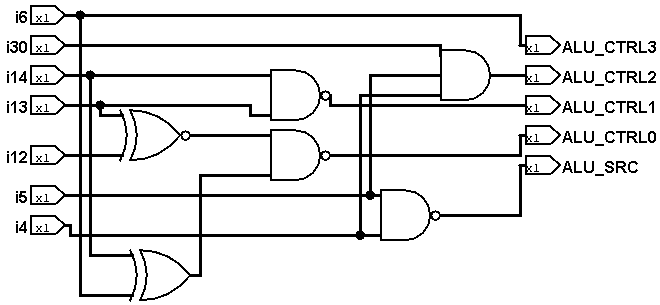 i6 x1
i30 x1
i14 x1
i13 x1
i12 x1
i5 x1
i4 x1
x1 ALU_CTRL3
x1 ALU_CTRL2
x1 ALU_CTRL1
x1 ALU_CTRL0
x1 ALU_SRC